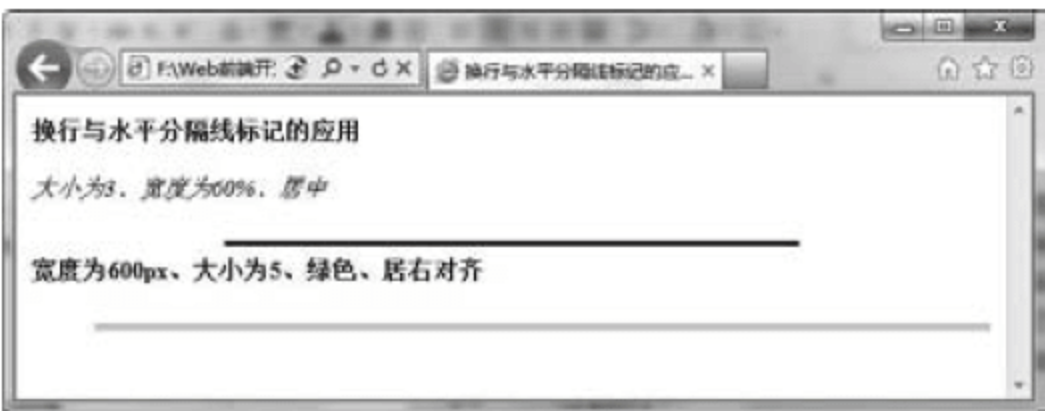 F:\Web前端开
换行与水平分隔线标记的应... ×
换行与水平分隔线标记的应用
大小为3、宽度为60%、居中
宽度为600px、大小为5、绿色、居右对齐